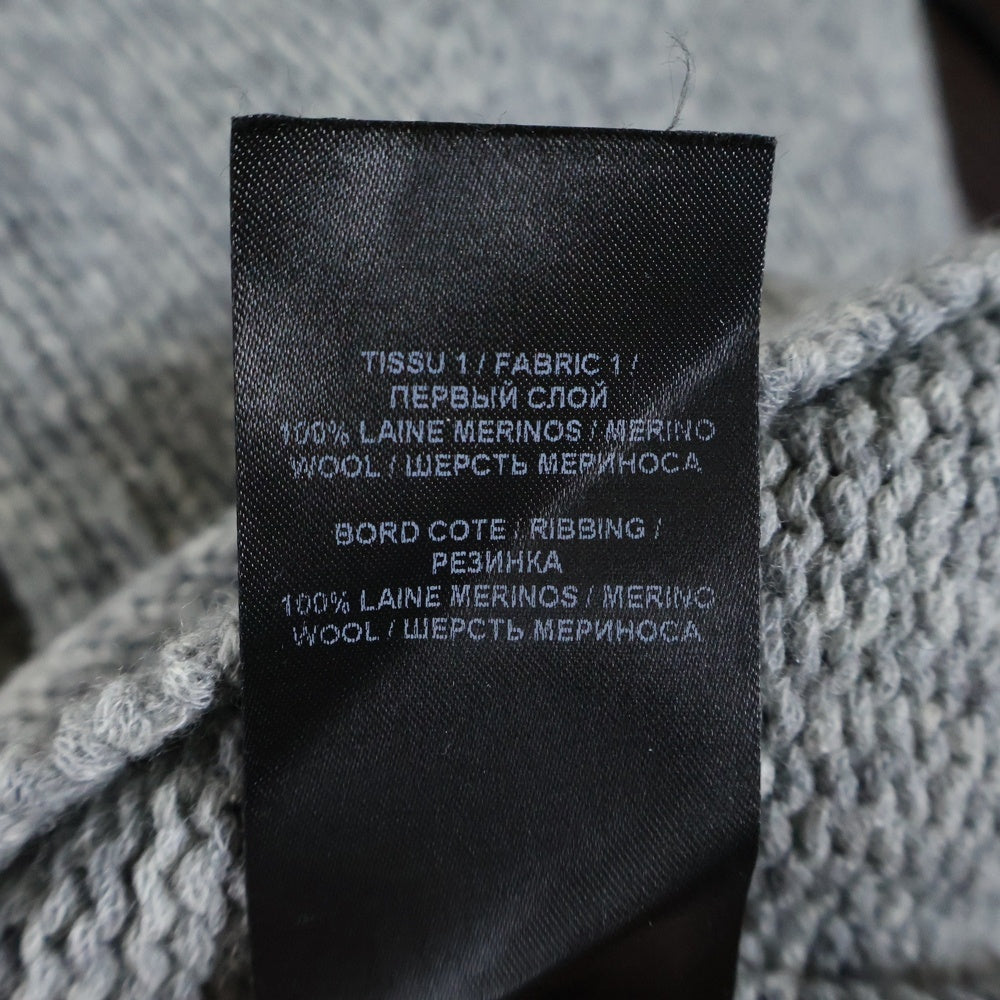 TISSU 1 / FABRIC 1 /
ПЕРВЫЙ СЛОЙ
100% LAINE MERINOS / MERINO
WOOL / ШЕРСТЬ МЕРИНОСА
BORD COTE / RIBBING /
РЕЗИНКА
100% LAINE MERINOS / MERINO
WOOL / ШЕРСТЬ МЕРИНОСА